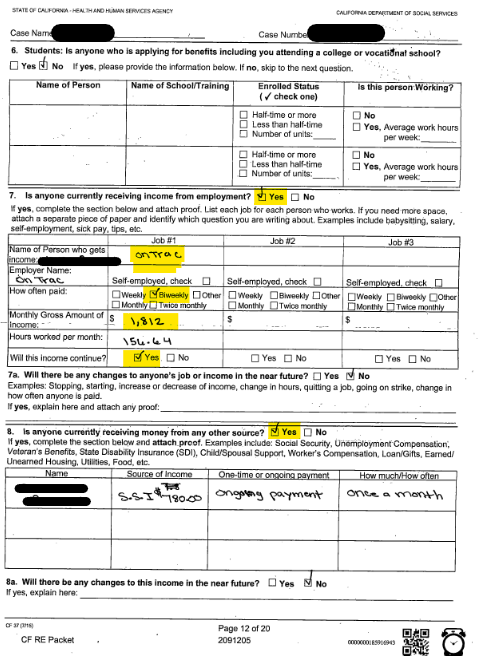 STATE OF CALIFORNIA - HEALTH AND HUMAN SERVICES AGENCY
CALIFORNIA DEPARTMENT OF SOCIAL SERVICES
Case Name
Case Number
6. Students: Is anyone who is applying for benefits including you attending a college or vocational school?
Yes No If yes, please provide the information below. If no, skip to the next question.
Name of Person Name of School/Training Enrolled Status Is this person Working?
(✓ check one)
Half-time or more No
Less than half-time Yes, Average work hours
Number of units: per week:
Half-time or more No
Less than half-time Yes, Average work hours
Number of units: per week:
7. Is anyone currently receiving income from employment? Yes No
If yes, complete the section below and attach proof. List each job for each person who works. If you need more space,
attach a separate piece of paper and identify which question you are writing about. Examples include babysitting, salary,
self-employment, sick pay, tips, etc.
Job #1 Job #2 Job #3
Name of Person who gets
income: OnTrac
Employer Name:
On Trac Self-employed, check Self-employed, check Self-employed, check
How often paid: Weekly Biweekly Other Weekly Biweekly Other Weekly Biweekly Other
Monthly Twice monthly Monthly Twice monthly Monthly Twice monthly
Monthly Gross Amount of
Income: $ 1,812 $ $
Hours worked per month: 154.64
Will this income continue? Yes No Yes No Yes No
7a. Will there be any changes to anyone's job or income in the near future? Yes No
Examples: Stopping, starting, increase or decrease of income, change in hours, quitting a job, going on strike, change in
how often anyone is paid.
If yes, explain here and attach any proof:
8. Is anyone currently receiving money from any other source? Yes No
If yes, complete the section below and attach proof. Examples include: Social Security, Unemployment Compensation,
Veteran's Benefits, State Disability Insurance (SDI), Child/Spousal Support, Worker's Compensation, Loan/Gifts, Earned/
Unearned Housing, Utilities, Food, etc.
Name Source of Income One-time or ongoing payment How much/How often
S.S.I $ 780.00 Ongoing payment Once a month
8a. Will there be any changes to this income in the near future? Yes No
If yes, explain here:
CF 37 (7/16)
Page 12 of 20
CF RE Packet
2091205